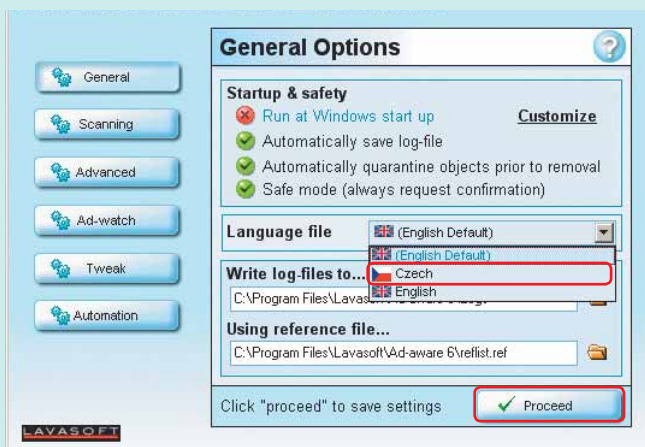 General
Scanning
Advanced
Ad-watch
Tweak
Automation
LAVASOFT
General Options
?
Startup & safety
Run at Windows start up Customize
Automatically save log-file
Automatically quarantine objects prior to removal
Safe mode (always request confirmation)
Language file (English Default)
(English Default)
Czech
English
Write log-files to...
C:\Program Files\Lavas
Using reference file...
C:\Program Files\Lavasoft\Ad-aware 6\reflist.ref
Click "proceed" to save settings Proceed